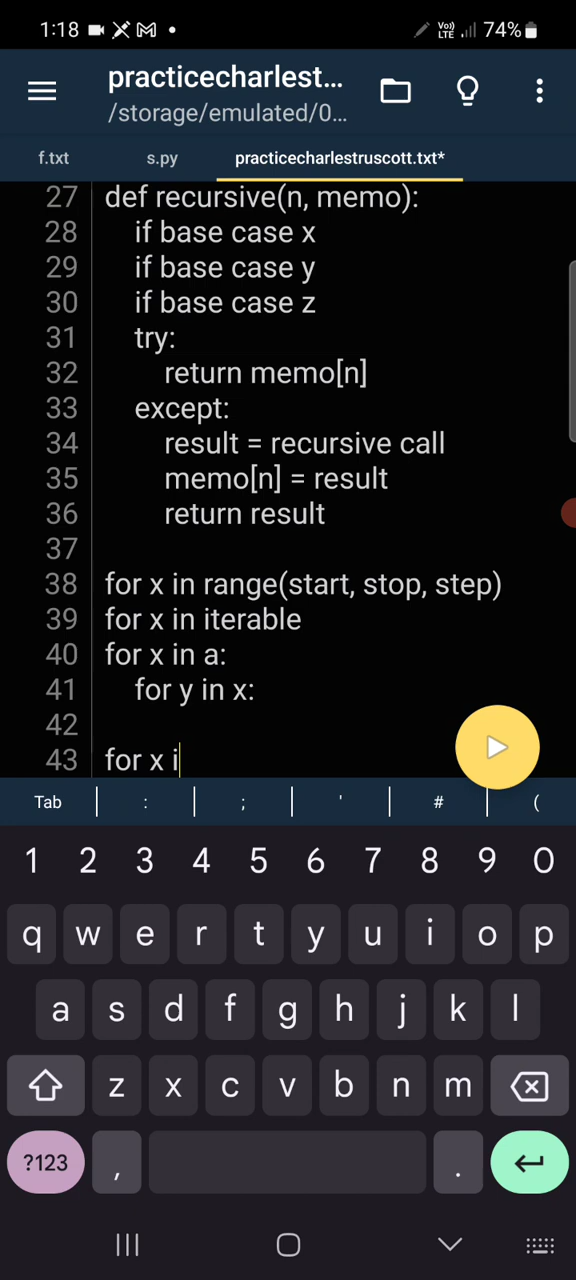 1:18
Vo))
LTE
74%
practicecharlest...
/storage/emulated/0...
f.txt
s.py
practicecharlestruscott.txt*
27 def recursive(n, memo):
28 if base case x
29 if base case y
30 if base case z
31 try:
32 return memo[n]
33 except:
34 result = recursive call
35 memo[n] = result
36 return result
37
38 for x in range(start, stop, step)
39 for x in iterable
40 for x in a:
41 for y in x:
42
43 for x i
Tab : ; ' # (
1 2 3 4 5 6 7 8 9 0
q w e r t y u i o p
a s d f g h j k l
z x c v b n m
?123 , .